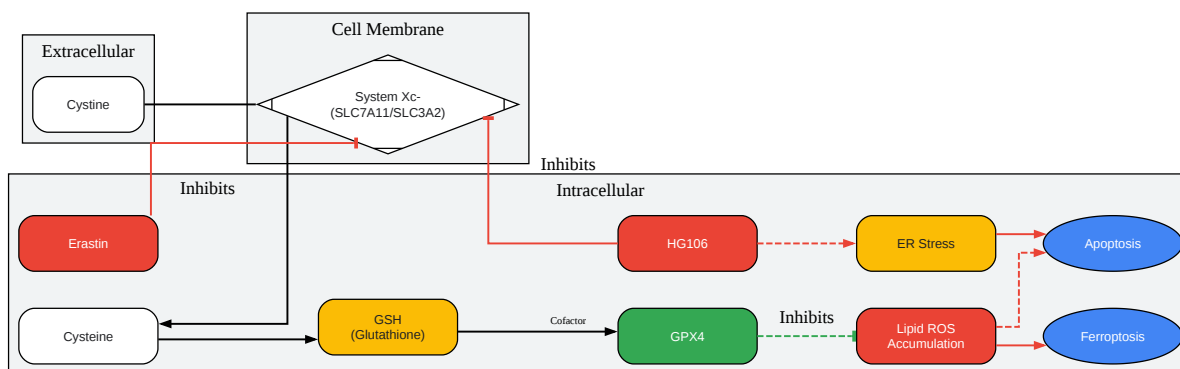 Cell Membrane
Extracellular
Cystine
System Xc-
(SLC7A11/SLC3A2)
Inhibits
Inhibits
Intracellular
Erastin
HG106
ER Stress
Apoptosis
Cysteine
GSH
(Glutathione)
Cofactor
GPX4
Inhibits
Lipid ROS
Accumulation
Ferroptosis